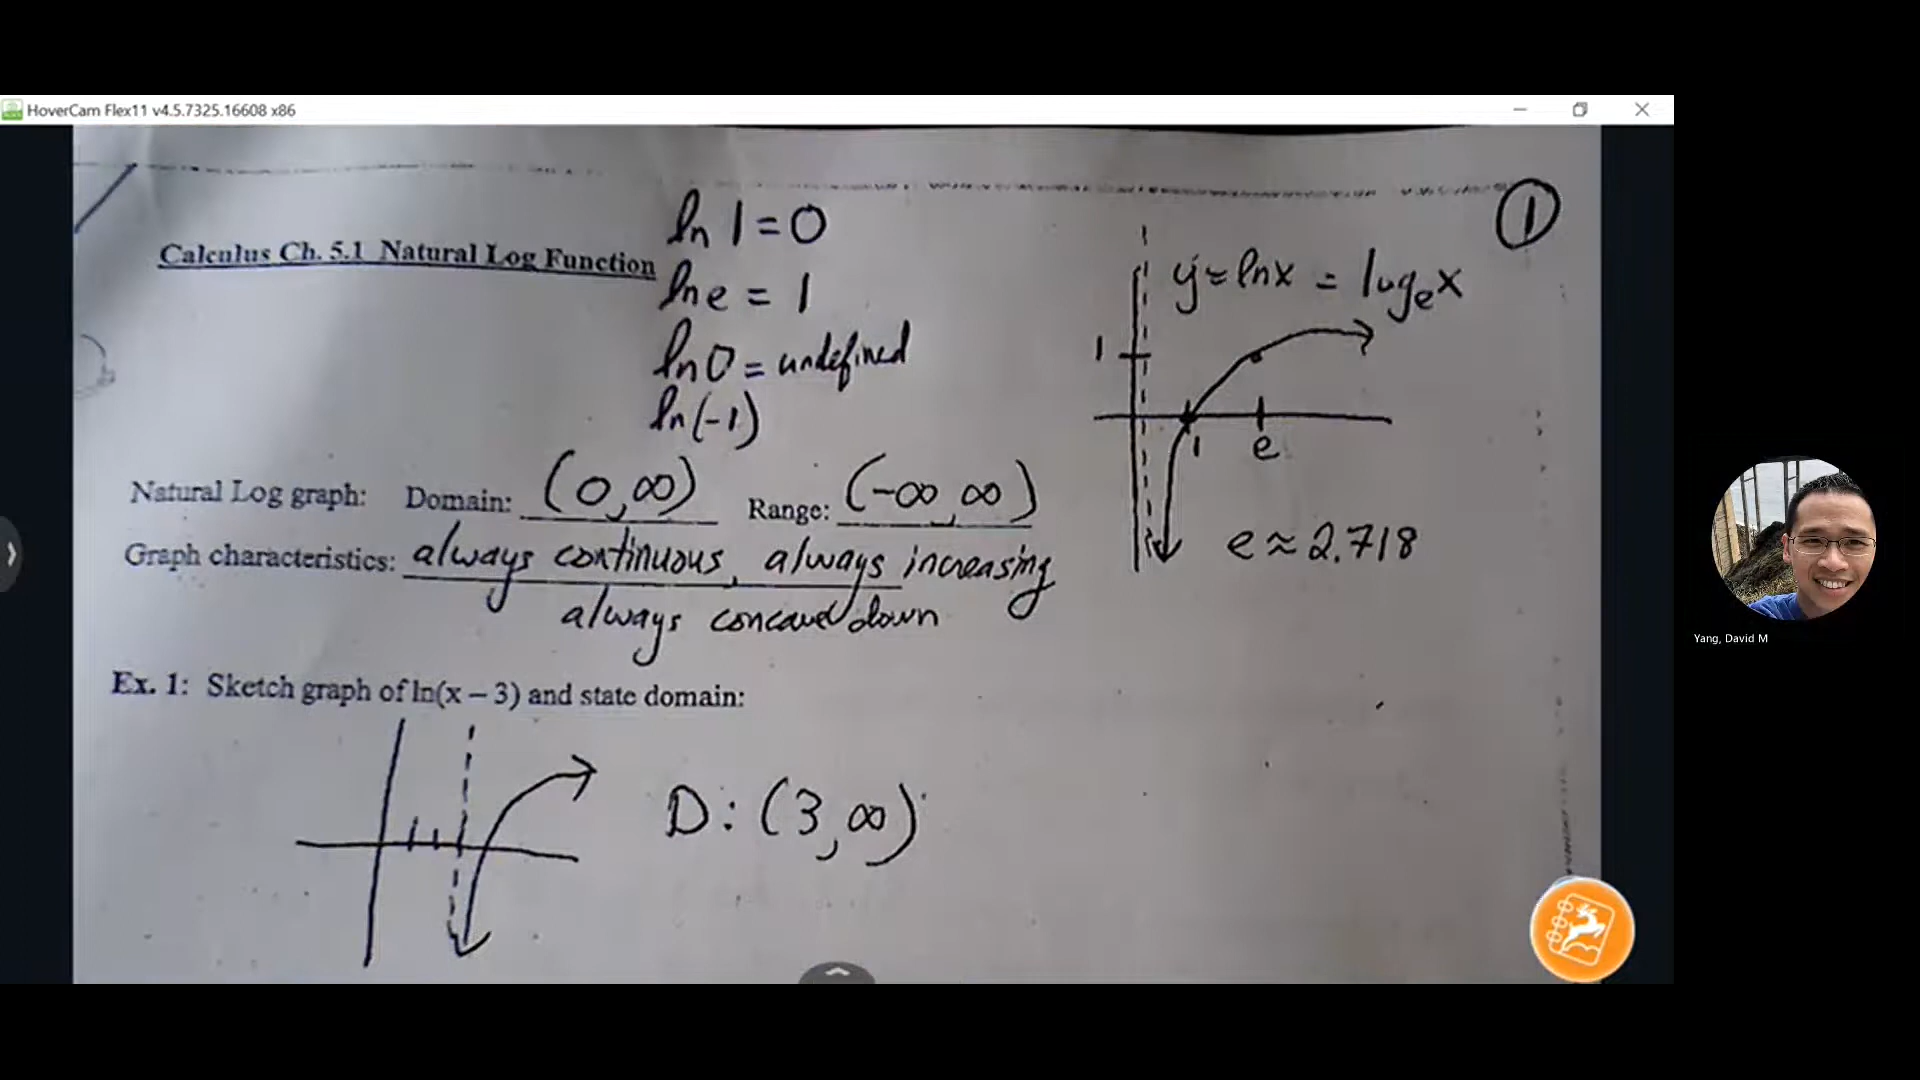 HoverCam Flex11 v4.5.7325.16608 x86
1
Calculus Ch. 5.1 Natural Log Function
ln 1 = 0
ln e = 1
ln 0 = undefined
ln(-1)
y = ln x = log_e x
1
1
e
e ≈ 2.718
Natural Log graph: Domain: (0, ∞) Range: (-∞, ∞)
Graph characteristics: always continuous, always increasing
always concave down
Ex. 1: Sketch graph of ln(x – 3) and state domain:
D: (3, ∞)
Yang, David M